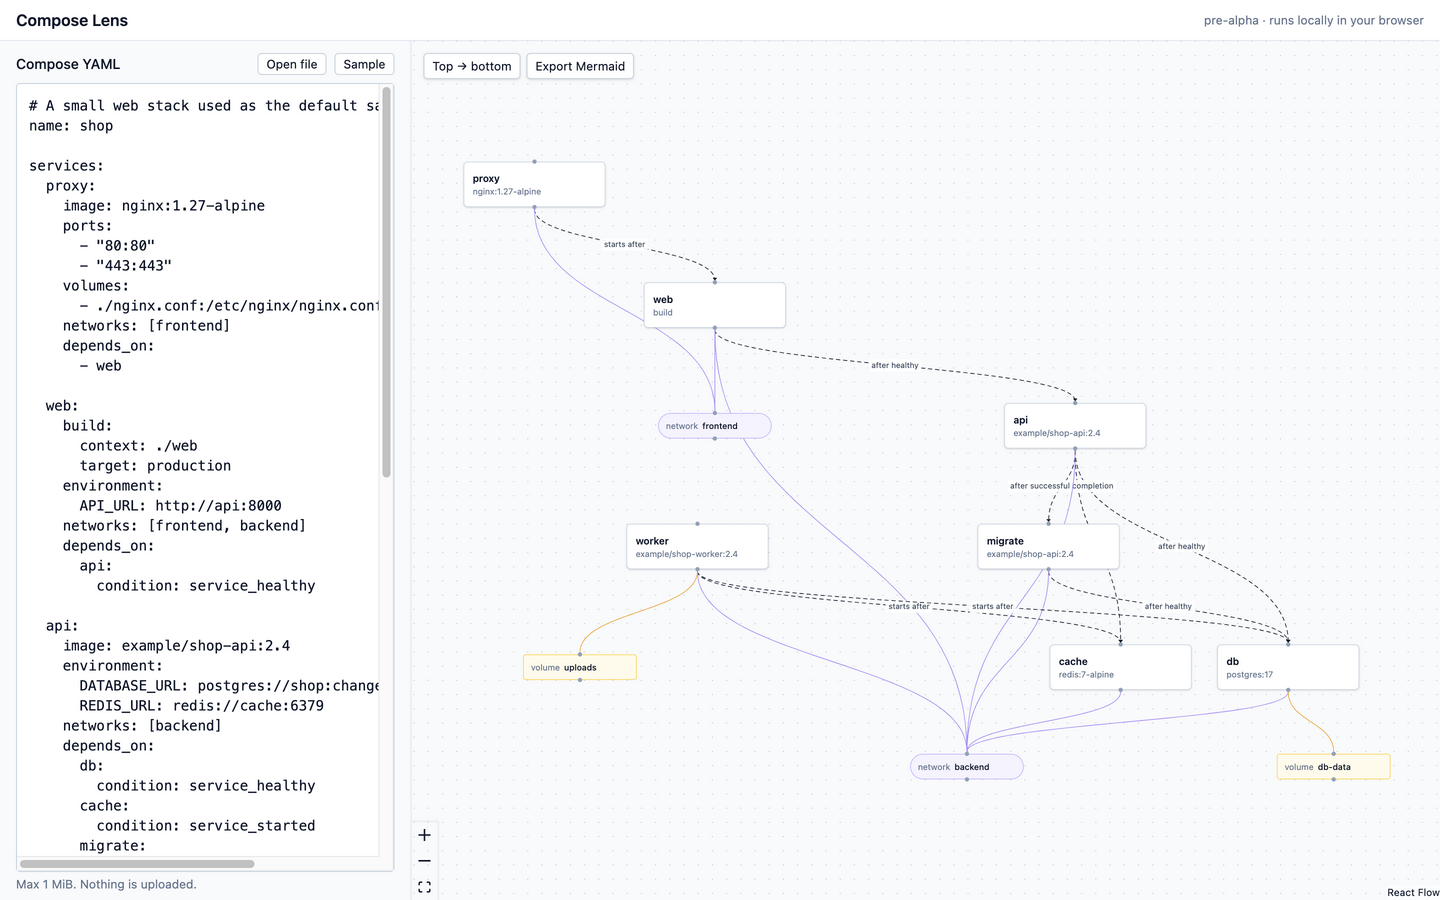 Compose Lens
pre-alpha · runs locally in your browser
Compose YAML
Open file
Sample
# A small web stack used as the default sa
name: shop
services:
  proxy:
    image: nginx:1.27-alpine
    ports:
      - "80:80"
      - "443:443"
    volumes:
      - ./nginx.conf:/etc/nginx/nginx.conf
    networks: [frontend]
    depends_on:
      - web
  web:
    build:
      context: ./web
      target: production
    environment:
      API_URL: http://api:8000
    networks: [frontend, backend]
    depends_on:
      api:
        condition: service_healthy
  api:
    image: example/shop-api:2.4
    environment:
      DATABASE_URL: postgres://shop:change
      REDIS_URL: redis://cache:6379
    networks: [backend]
    depends_on:
      db:
        condition: service_healthy
      cache:
        condition: service_started
      migrate:
Max 1 MiB. Nothing is uploaded.
Top → bottom
Export Mermaid
proxy
nginx:1.27-alpine
starts after
web
build
after healthy
network frontend
api
example/shop-api:2.4
after successful completion
worker
example/shop-worker:2.4
migrate
example/shop-api:2.4
after healthy
starts after
starts after
after healthy
volume uploads
cache
redis:7-alpine
db
postgres:17
network backend
volume db-data
React Flow